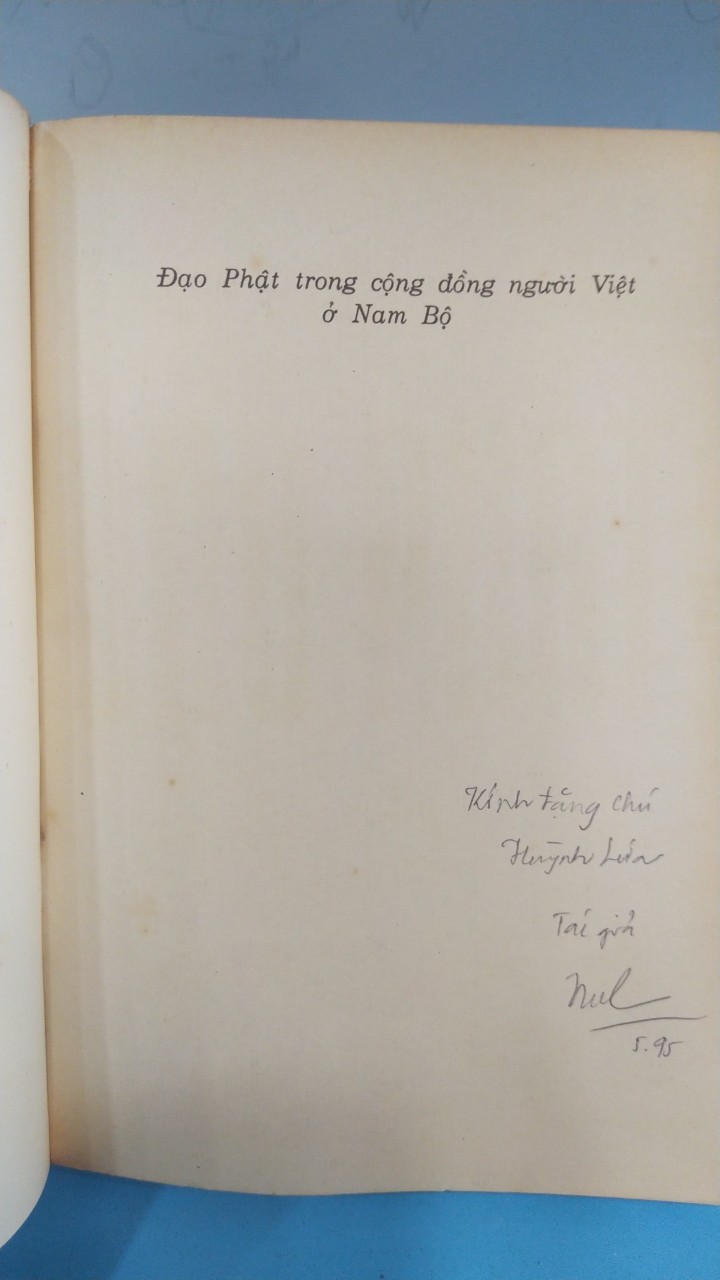 Đạo Phật trong cộng đồng người Việt
ở Nam Bộ
Kính tặng chú
Huỳnh Lứa
Tác giả
5.95